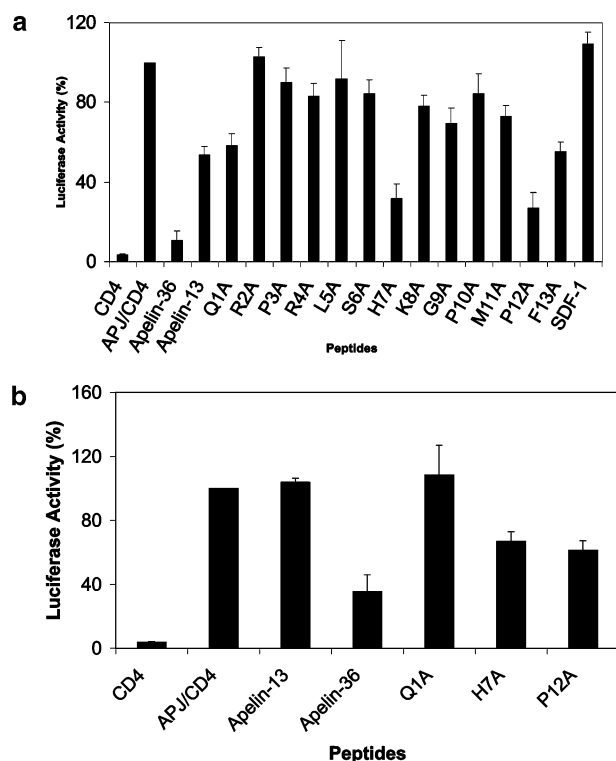 a
Luciferase Activity (%)
120
80
40
0
CD4
APJ/CD4
Apelin-36
Apelin-13
Q1A
R2A
P3A
R4A
L5A
S6A
H7A
K8A
G9A
P10A
M11A
P12A
F13A
SDF-1
Peptides
b
Luciferase Activity (%)
160
120
80
40
0
CD4
APJ/CD4
Apelin-13
Apelin-36
Q1A
H7A
P12A
Peptides